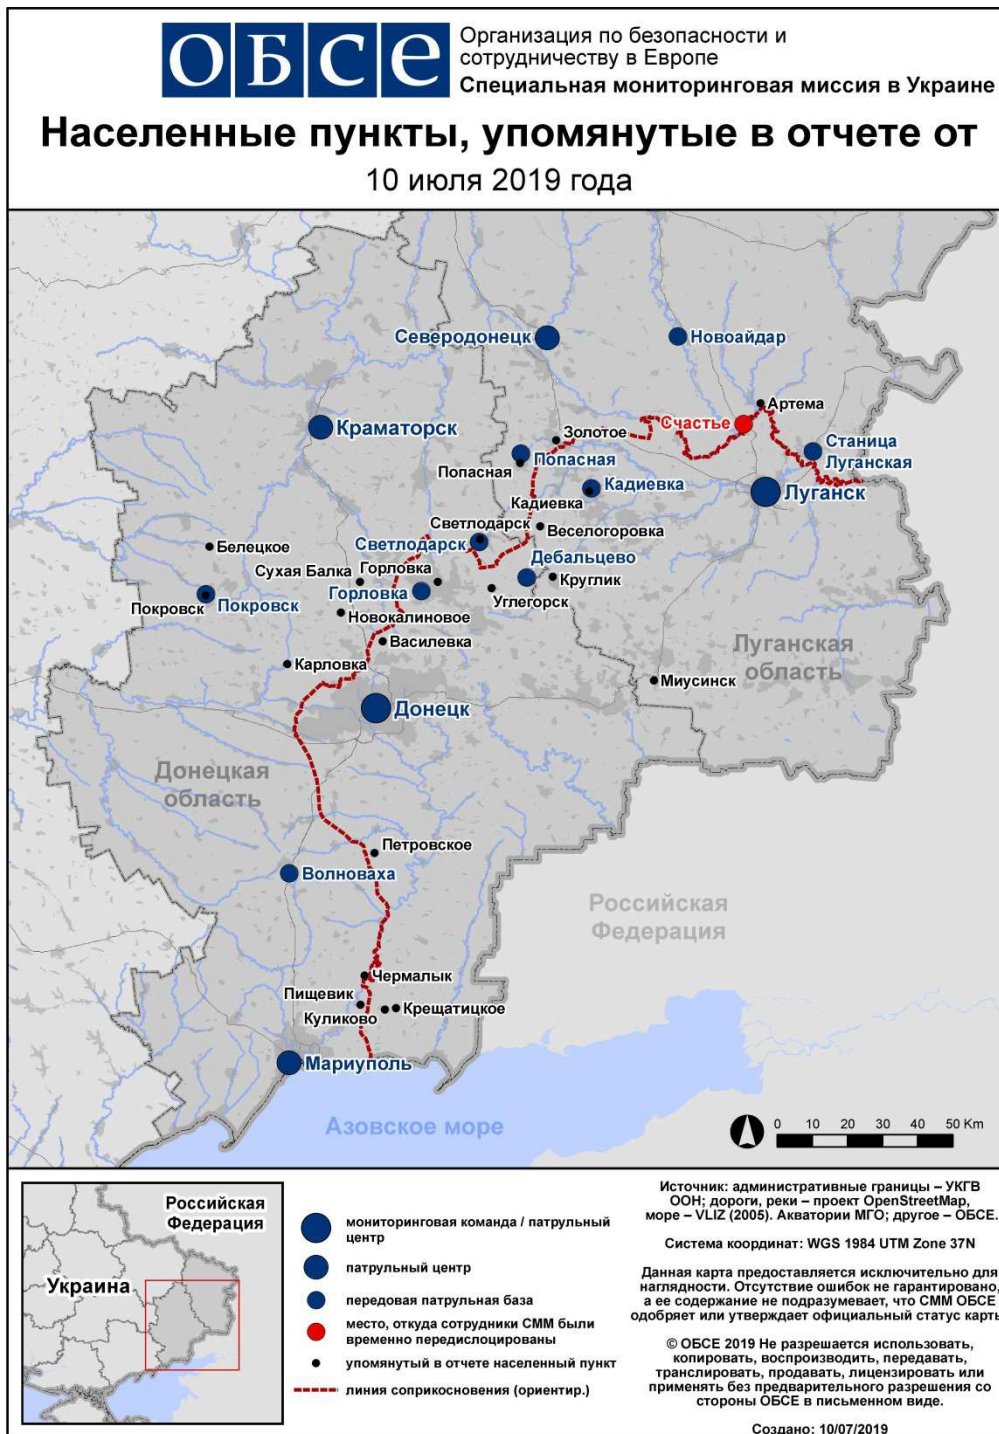 ОБСЕ
Организация по безопасности и
сотрудничеству в Европе
Специальная мониторинговая миссия в Украине
Населенные пункты, упомянутые в отчете от
10 июля 2019 года
Северодонецк
Новоайдар
Артема
Счастье
Краматорск
Золотое
Станица
Луганская
Попасная
Попасная
Кадиевка
Кадиевка
Луганск
Светлодарск
Веселогоровка
Светлодарск
Белецкое
Дебальцево
Сухая Балка
Горловка
Круглик
Горловка
Углегорск
Покровск
Покровск
Новокалиновое
Василевка
Луганская
область
Карловка
Миусинск
Донецк
Донецкая
область
Петровское
Волноваха
Российская
Федерация
Чермалык
Пищевик
Куликово
Крещатицкое
Мариуполь
Азовское море
0 10 20 30 40 50 Km
Российская
Федерация
Украина
мониторинговая команда / патрульный
центр
патрульный центр
передовая патрульная база
место, откуда сотрудники СММ были
временно передислоцированы
упомянутый в отчете населенный пункт
линия соприкосновения (ориентир.)
Источник: административные границы – УКГВ
ООН; дороги, реки – проект OpenStreetMap,
море – VLIZ (2005). Акватории МГО; другое – ОБСЕ.
Система координат: WGS 1984 UTM Zone 37N
Данная карта предоставляется исключительно для
наглядности. Отсутствие ошибок не гарантировано,
а ее содержание не подразумевает, что СММ ОБСЕ
одобряет или утверждает официальный статус карты
© ОБСЕ 2019 Не разрешается использовать,
копировать, воспроизводить, передавать,
транслировать, продавать, лицензировать или
применять без предварительного разрешения со
стороны ОБСЕ в письменном виде.
Создано: 10/07/2019